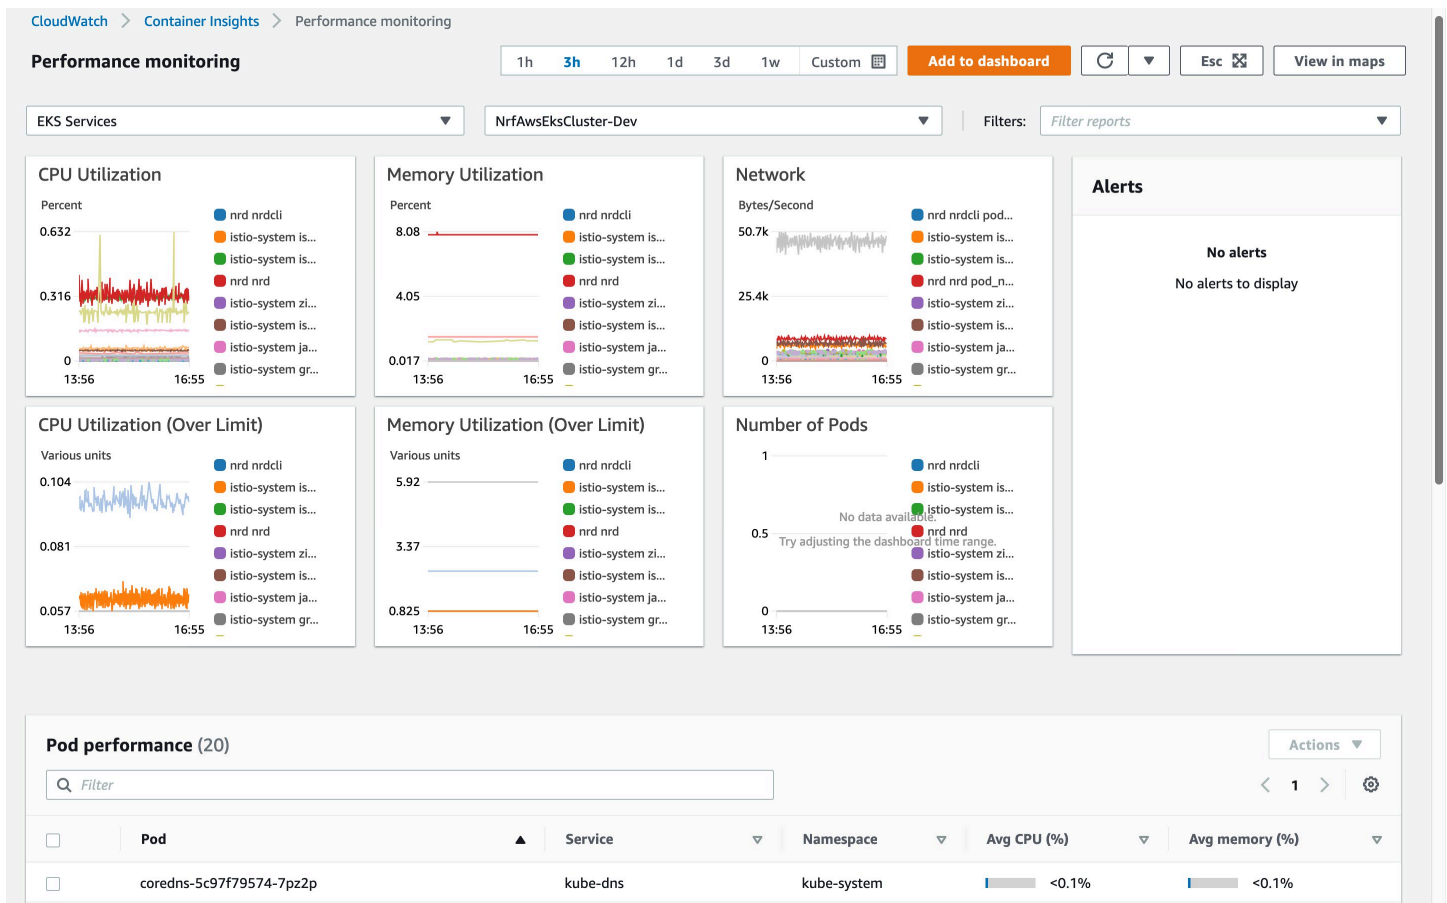 CloudWatch > Container Insights > Performance monitoring
Performance monitoring
1h 3h 12h 1d 3d 1w Custom
Add to dashboard
Esc
View in maps
EKS Services
NrfAwsEksCluster-Dev
Filters:
Filter reports
CPU Utilization
Percent
0.632
0.316
0
13:56 16:55
nrd nrdcli
istio-system is...
istio-system is...
nrd nrd
istio-system zi...
istio-system is...
istio-system ja...
istio-system gr...
Memory Utilization
Percent
8.08
4.05
0.017
13:56 16:55
nrd nrdcli
istio-system is...
istio-system is...
nrd nrd
istio-system zi...
istio-system is...
istio-system ja...
istio-system gr...
Network
Bytes/Second
50.7k
25.4k
0
13:56 16:55
nrd nrdcli pod...
istio-system is...
istio-system is...
nrd nrd pod_n...
istio-system zi...
istio-system is...
istio-system ja...
istio-system gr...
Alerts
No alerts
No alerts to display
CPU Utilization (Over Limit)
Various units
0.104
0.081
0.057
13:56 16:55
nrd nrdcli
istio-system is...
istio-system is...
nrd nrd
istio-system zi...
istio-system is...
istio-system ja...
istio-system gr...
Memory Utilization (Over Limit)
Various units
5.92
3.37
0.825
13:56 16:55
nrd nrdcli
istio-system is...
istio-system is...
nrd nrd
istio-system zi...
istio-system is...
istio-system ja...
istio-system gr...
Number of Pods
1
0.5
0
13:56 16:55
No data available.
Try adjusting the dashboard time range.
nrd nrdcli
istio-system is...
istio-system is...
nrd nrd
istio-system zi...
istio-system is...
istio-system ja...
istio-system gr...
Pod performance (20)
Actions
Filter
1
Pod Service Namespace Avg CPU (%) Avg memory (%)
coredns-5c97f79574-7pz2p kube-dns kube-system <0.1% <0.1%